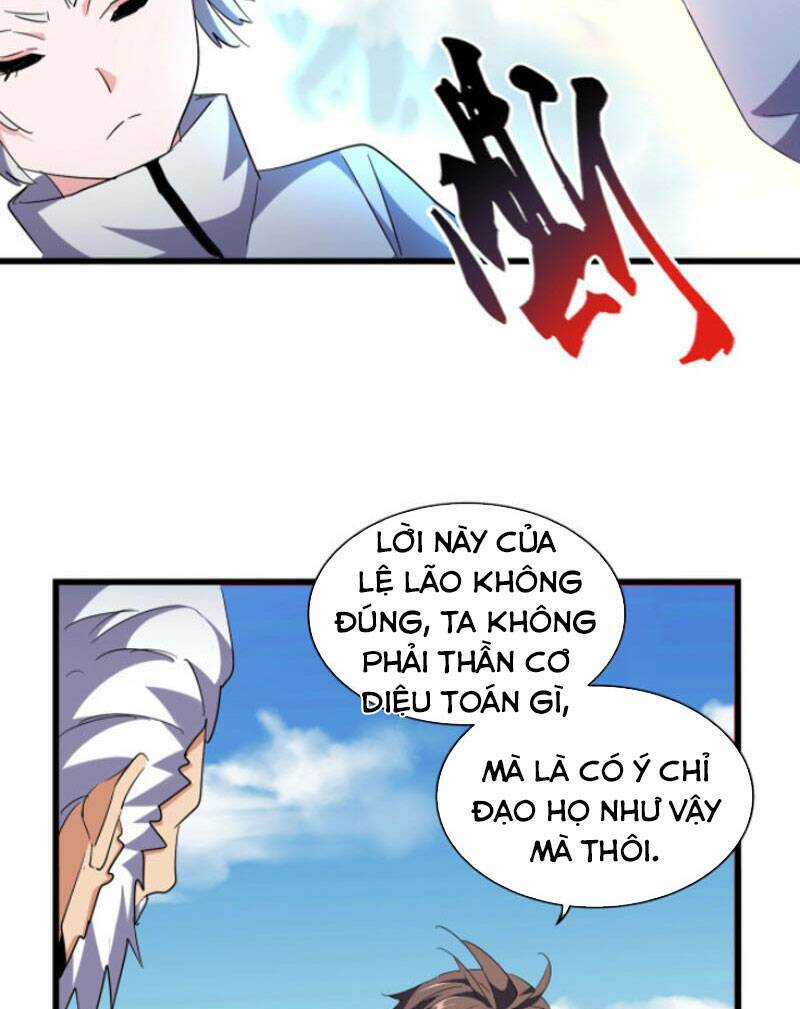 LỜI NÀY CỦA
LỆ LÃO KHÔNG
ĐÚNG, TA KHÔNG
PHẢI THẦN CƠ
DIỆU TOÁN GÌ,
MÀ LÀ CÓ Ý CHỈ
ĐẠO HỌ NHƯ VẬY
MÀ THÔI.